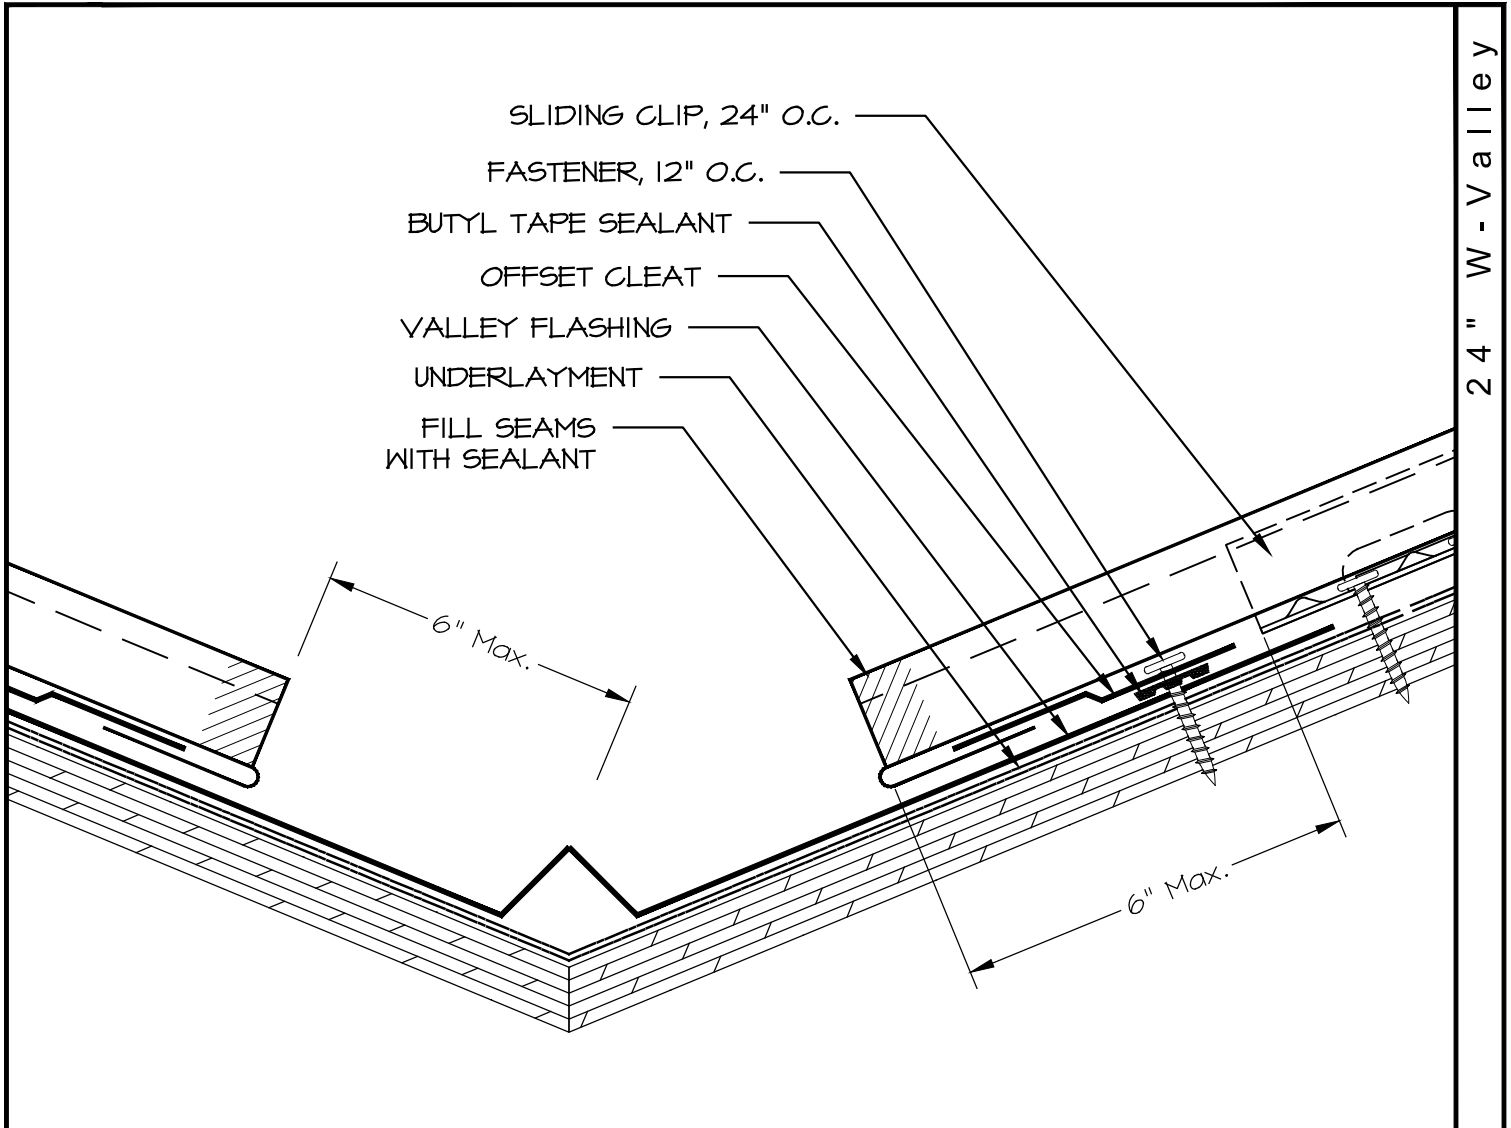 SLIDING CLIP, 24" O.C.
FASTENER, 12" O.C.
BUTYL TAPE SEALANT
OFFSET CLEAT
VALLEY FLASHING
UNDERLAYMENT
FILL SEAMS
WITH SEALANT
6" Max.
6" Max.
24" W-Valley